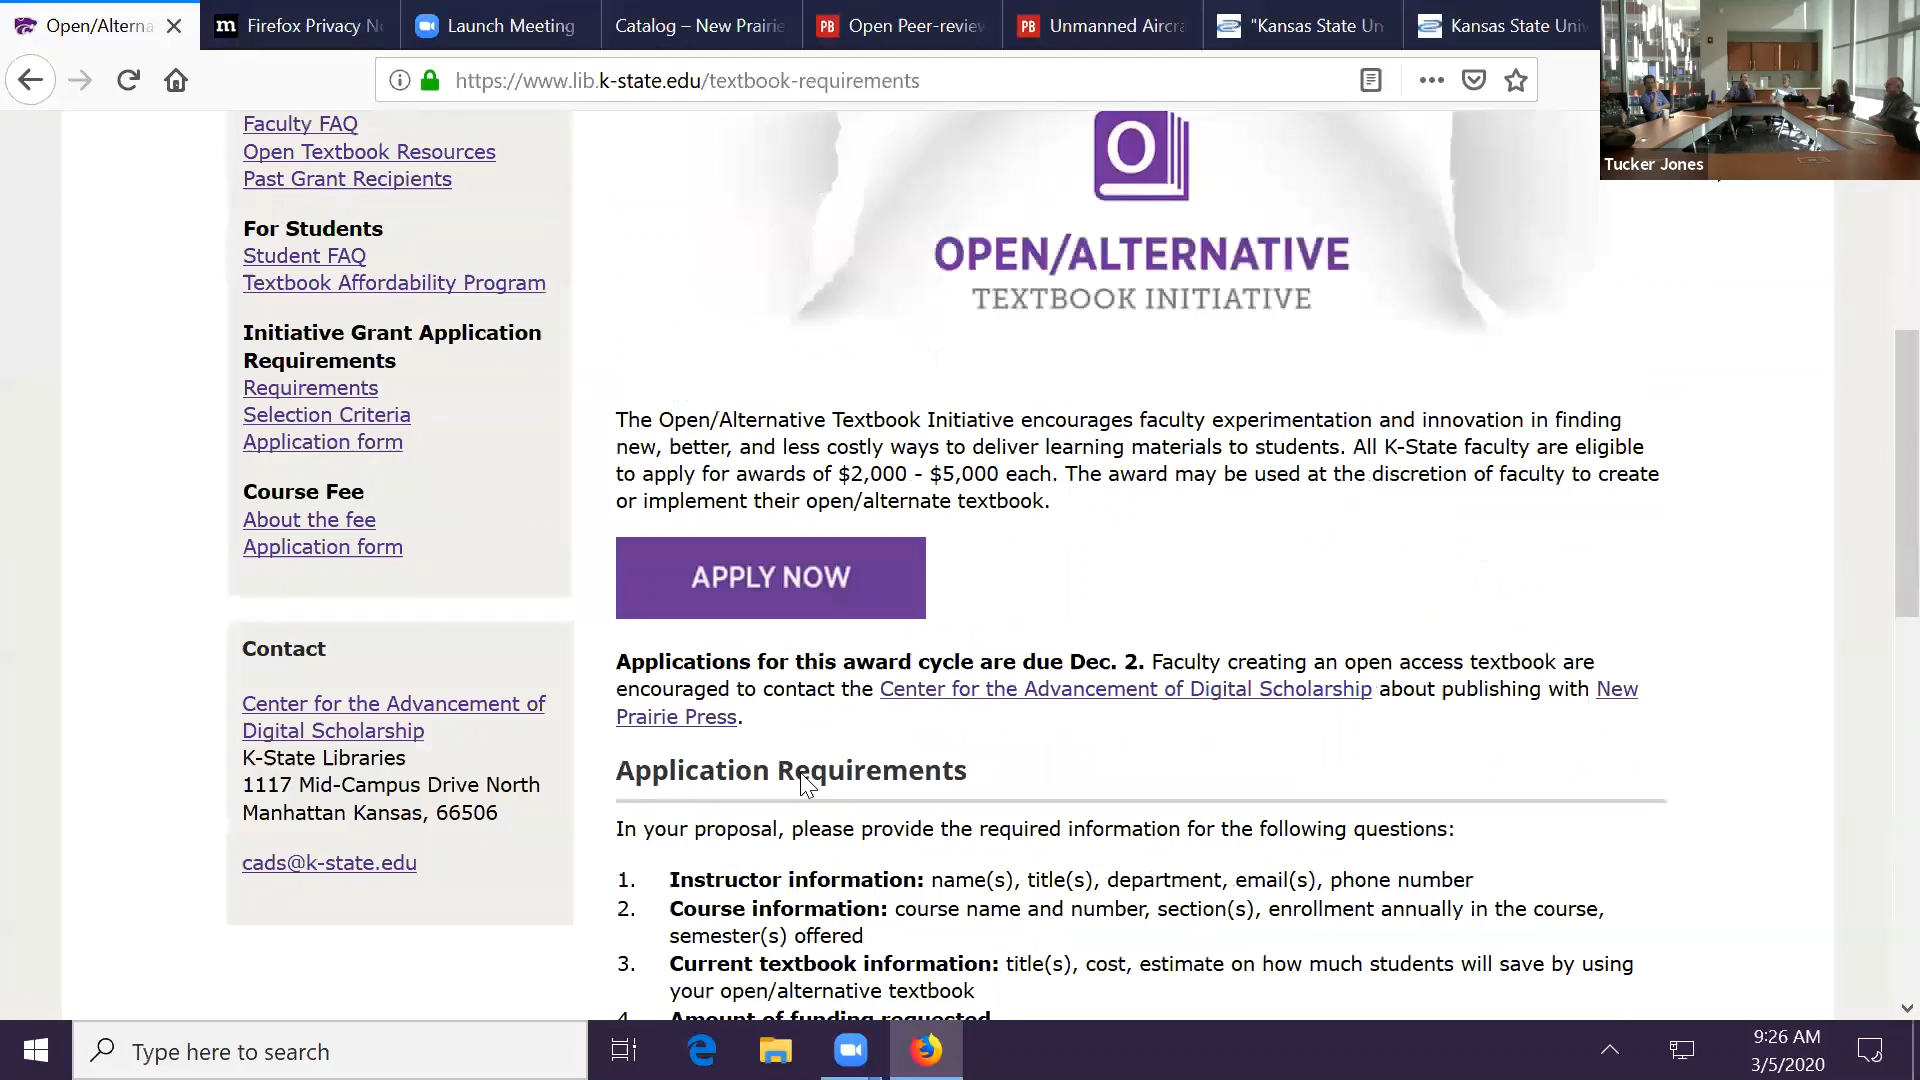 Open/Alterna
Firefox Privacy N
Launch Meeting
Catalog – New Prairie
PB
Open Peer-review
PB
Unmanned Aircra
"Kansas State Un
Kansas State Univ
https://www.lib.k-state.edu/textbook-requirements
Tucker Jones
Faculty FAQ
Open Textbook Resources
Past Grant Recipients
For Students
Student FAQ
Textbook Affordability Program
Initiative Grant Application
Requirements
Requirements
Selection Criteria
Application form
Course Fee
About the fee
Application form
Contact
Center for the Advancement of
Digital Scholarship
K-State Libraries
1117 Mid-Campus Drive North
Manhattan Kansas, 66506
cads@k-state.edu
O
OPEN/ALTERNATIVE
TEXTBOOK INITIATIVE
The Open/Alternative Textbook Initiative encourages faculty experimentation and innovation in finding
new, better, and less costly ways to deliver learning materials to students. All K-State faculty are eligible
to apply for awards of $2,000 - $5,000 each. The award may be used at the discretion of faculty to create
or implement their open/alternate textbook.
APPLY NOW
Applications for this award cycle are due Dec. 2. Faculty creating an open access textbook are
encouraged to contact the Center for the Advancement of Digital Scholarship about publishing with New
Prairie Press.
Application Requirements
In your proposal, please provide the required information for the following questions:
1. Instructor information: name(s), title(s), department, email(s), phone number
2. Course information: course name and number, section(s), enrollment annually in the course,
semester(s) offered
3. Current textbook information: title(s), cost, estimate on how much students will save by using
your open/alternative textbook
4. Amount of funding requested
Type here to search
9:26 AM
3/5/2020